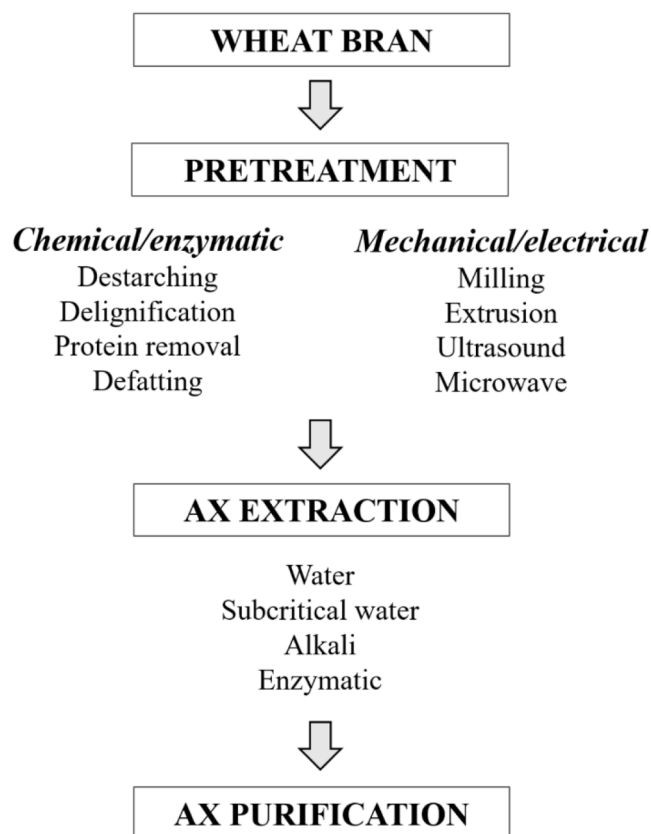 WHEAT BRAN
PRETREATMENT
Chemical/enzymatic
Destarching
Delignification
Protein removal
Defatting
Mechanical/electrical
Milling
Extrusion
Ultrasound
Microwave
AX EXTRACTION
Water
Subcritical water
Alkali
Enzymatic
AX PURIFICATION